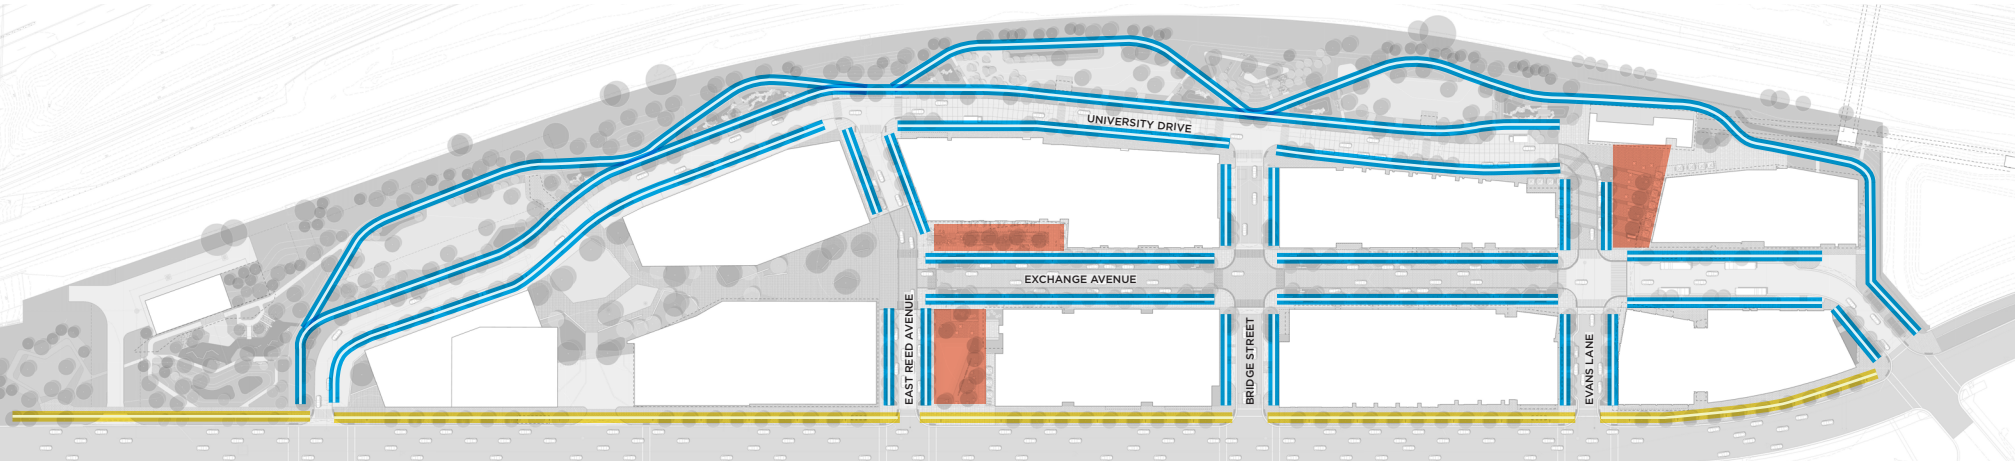 UNIVERSITY DRIVE
EXCHANGE AVENUE
EAST REED AVENUE
BRIDGE STREET
EVANS LANE